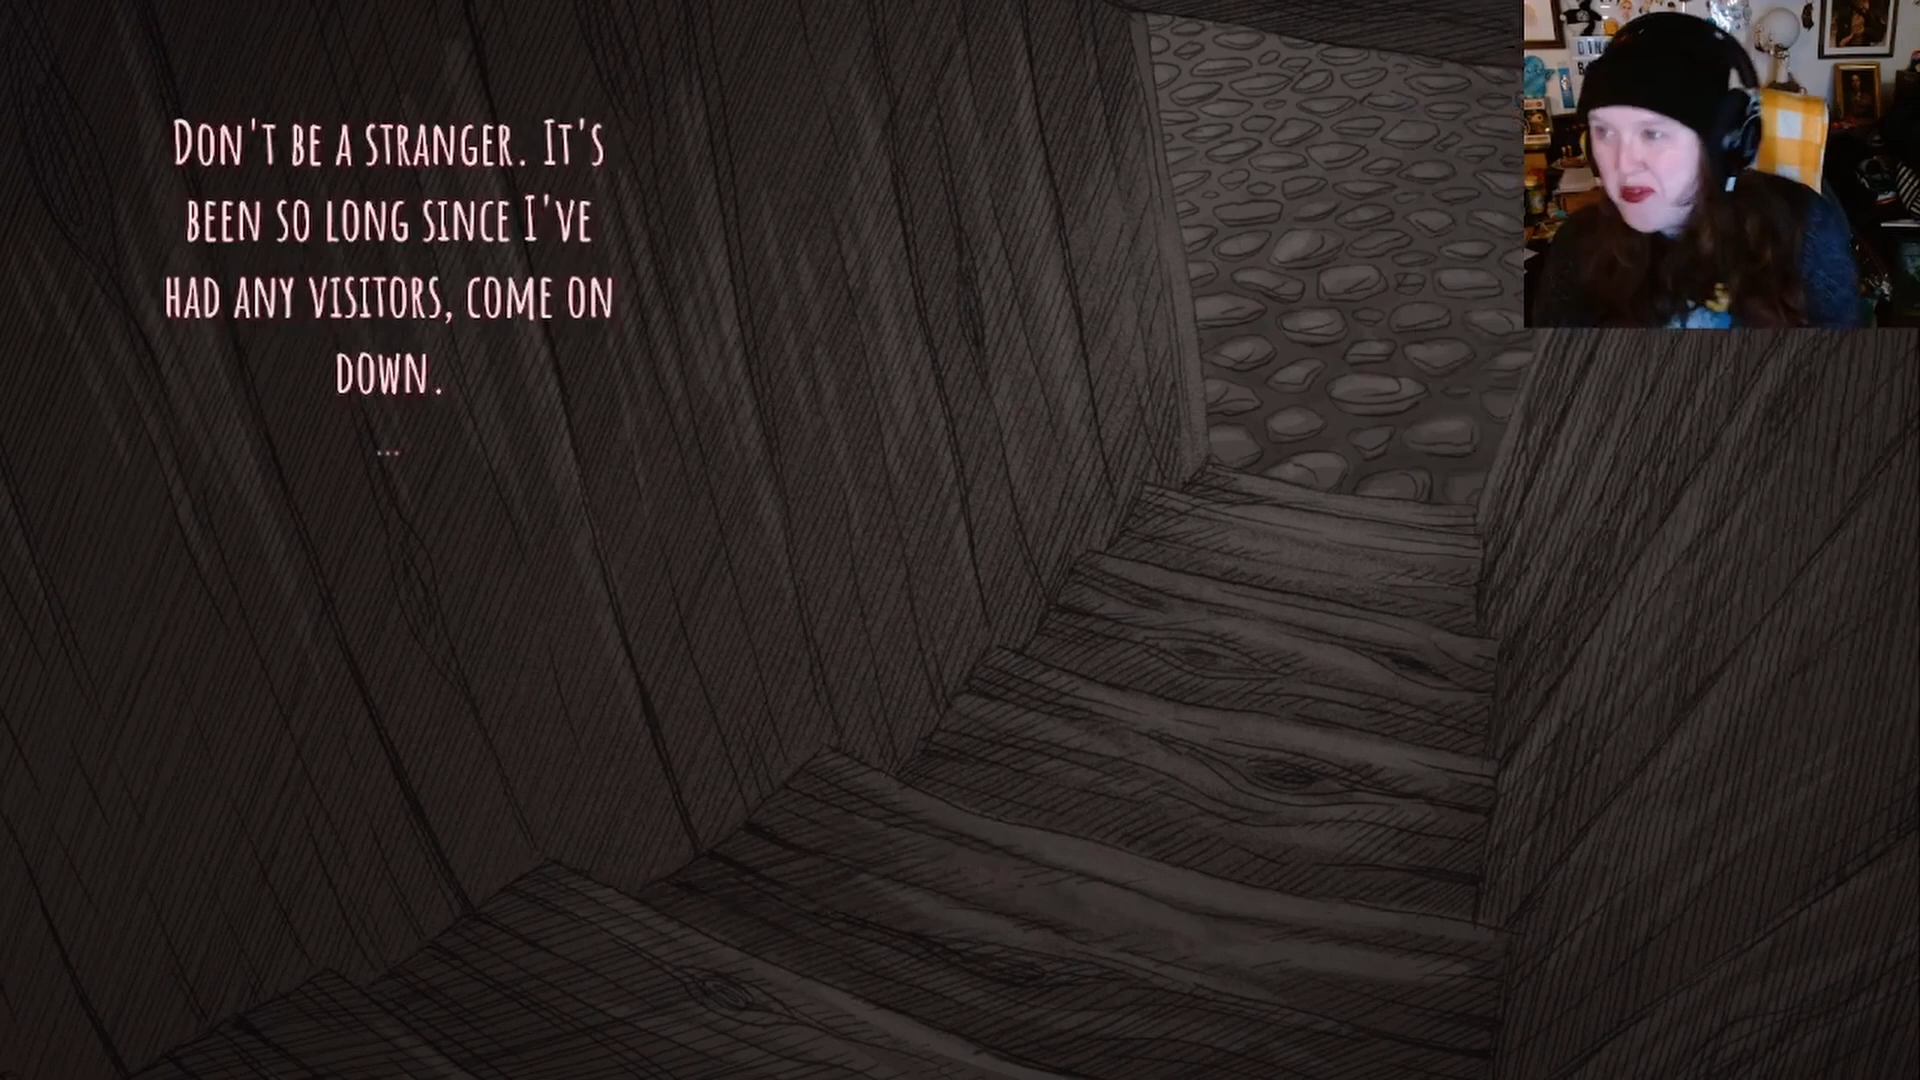 Don't be a stranger. It's
been so long since I've
had any visitors, come on
down.
...